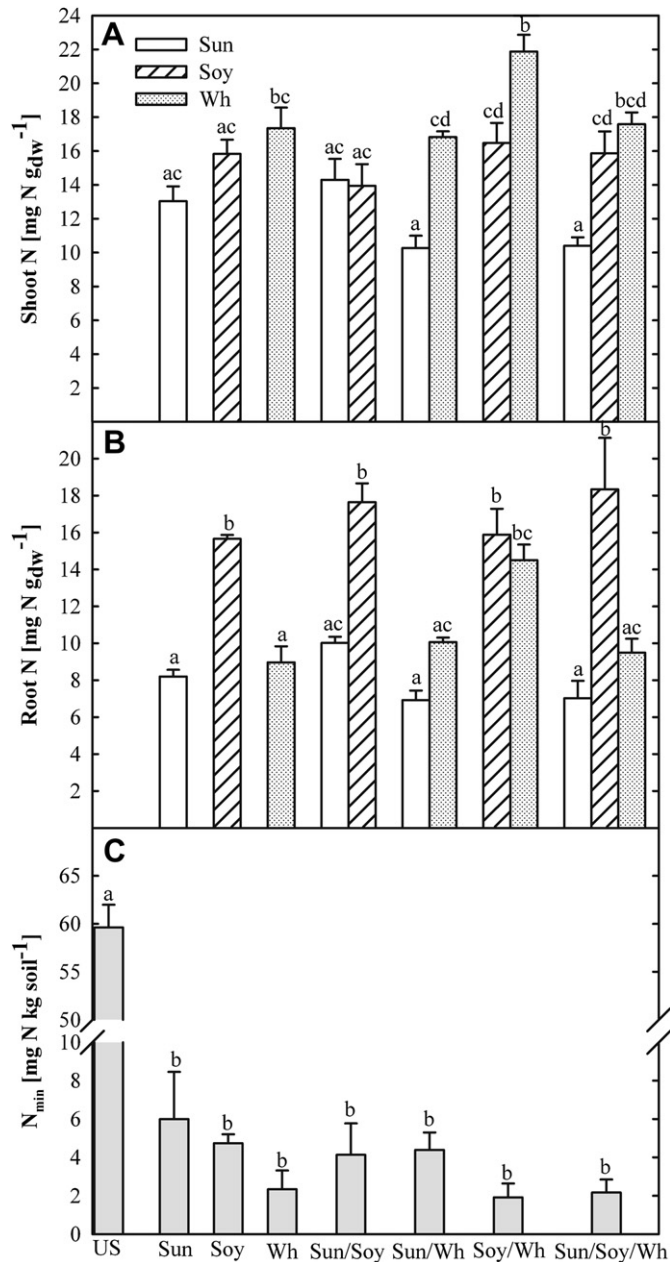 A
Sun
Soy
Wh
Shoot N [mg N gdw⁻¹]
24
22
20
18
16
14
12
10
8
6
4
2
ac
ac
bc
ac
ac
a
cd
cd
b
a
cd
bcd
B
Root N [mg N gdw⁻¹]
20
18
16
14
12
10
8
6
4
2
a
b
a
ac
b
a
ac
b
bc
a
b
ac
C
Nmin [mg N kg soil⁻¹]
65
60
55
50
10
8
6
4
2
0
a
b
b
b
b
b
b
b
US Sun Soy Wh Sun/Soy Sun/Wh Soy/Wh Sun/Soy/Wh